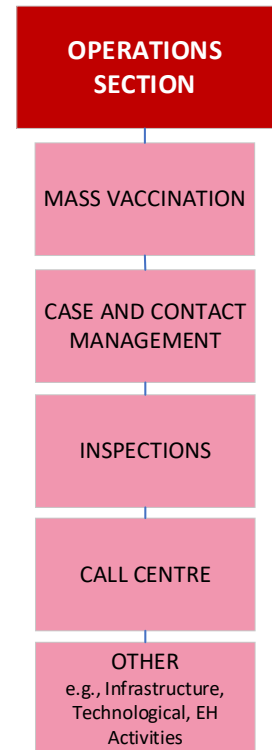 OPERATIONS
SECTION
MASS VACCINATION
CASE AND CONTACT
MANAGEMENT
INSPECTIONS
CALL CENTRE
OTHER
e.g., Infrastructure,
Technological, EH
Activities